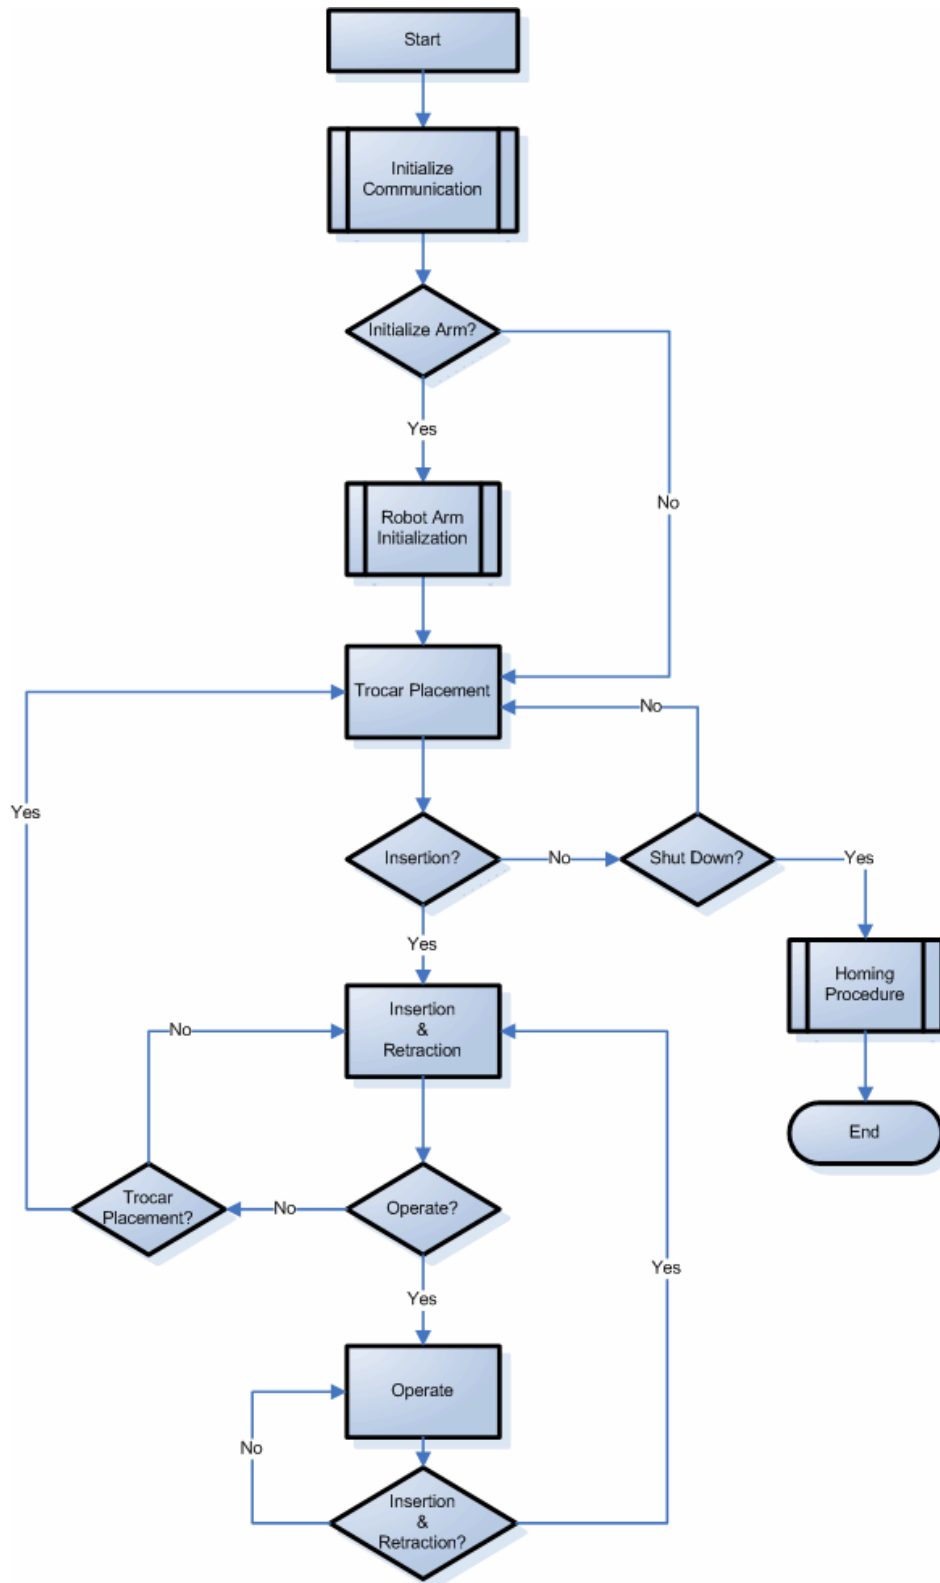 Start
Initialize
Communication
Initialize Arm?
Yes
No
Robot Arm
Initialization
Trocar Placement
No
Yes
Insertion?
No
Shut Down?
Yes
Yes
Homing
Procedure
Insertion
&
Retraction
No
End
Trocar
Placement?
No
Operate?
Yes
Yes
Operate
No
Insertion
&
Retraction?